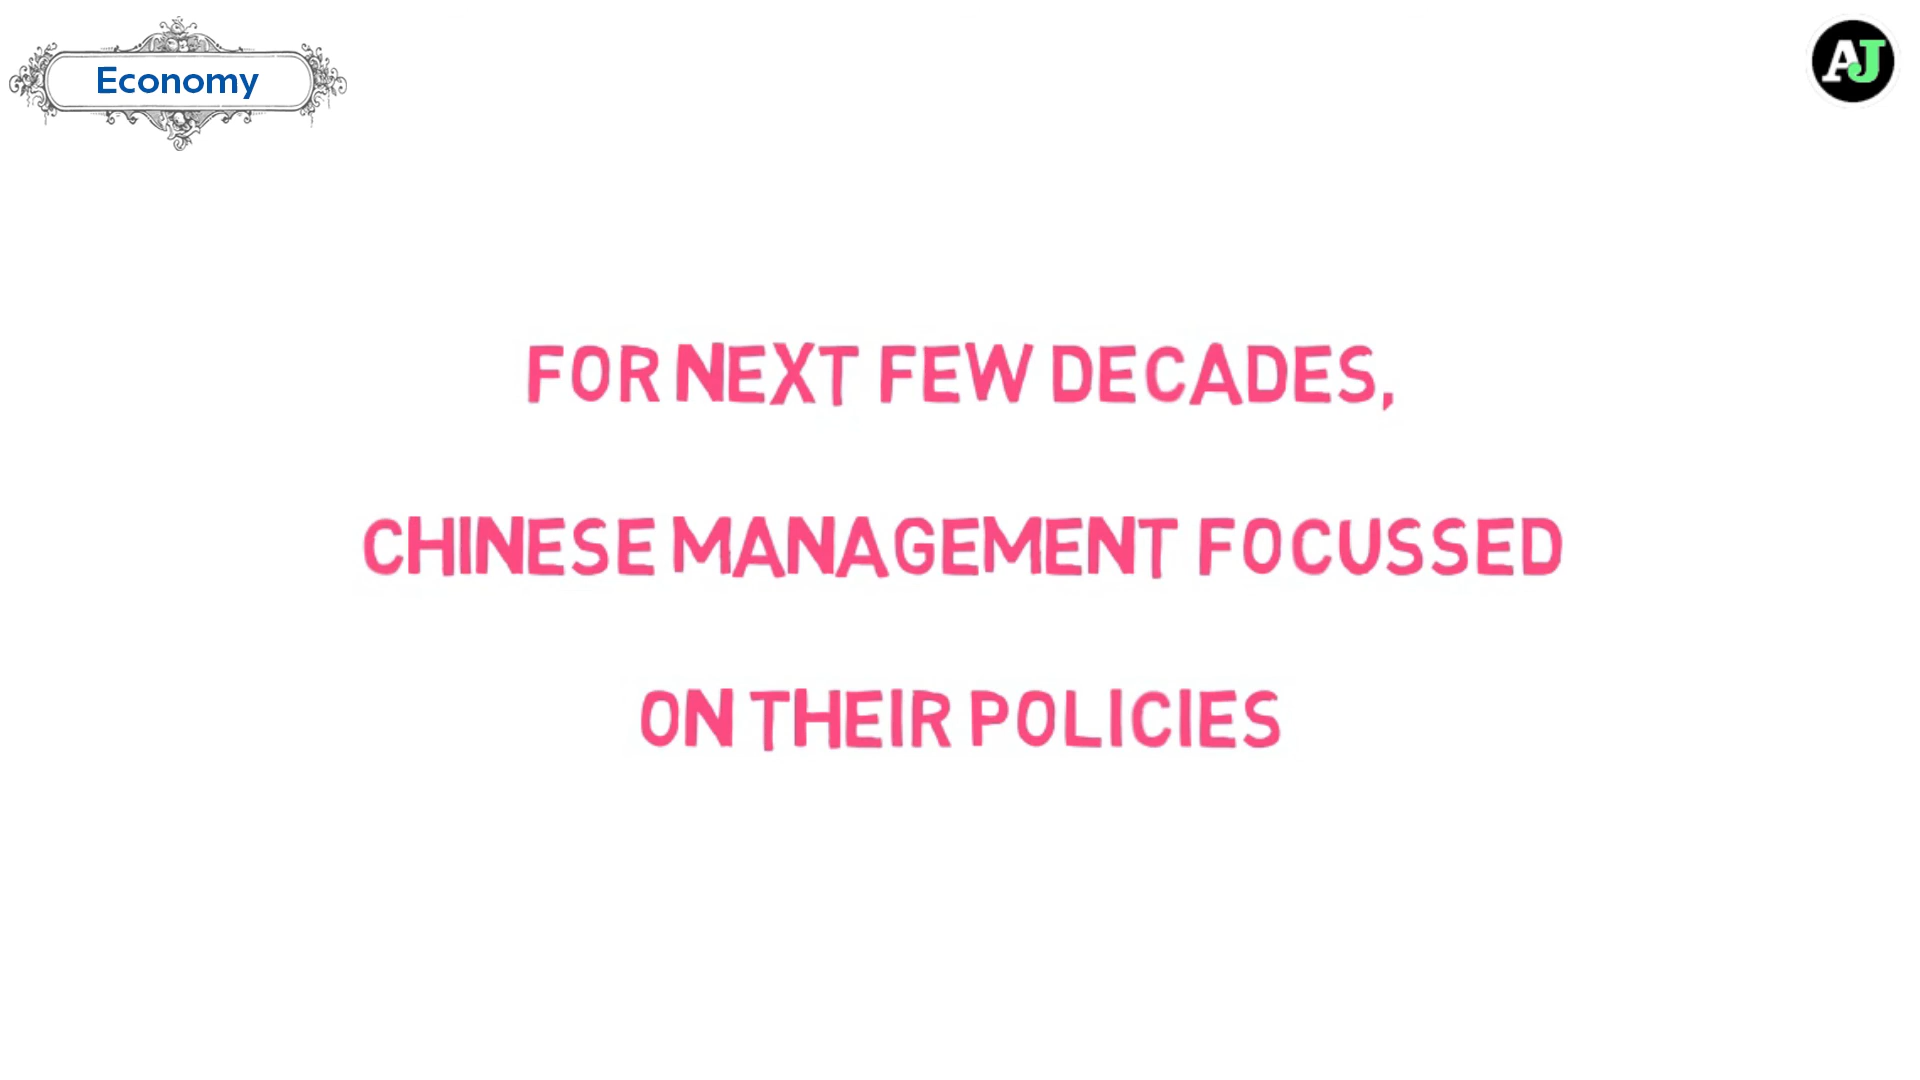 Economy
AJ
FOR NEXT FEW DECADES,
CHINESE MANAGEMENT FOCUSSED
ON THEIR POLICIES